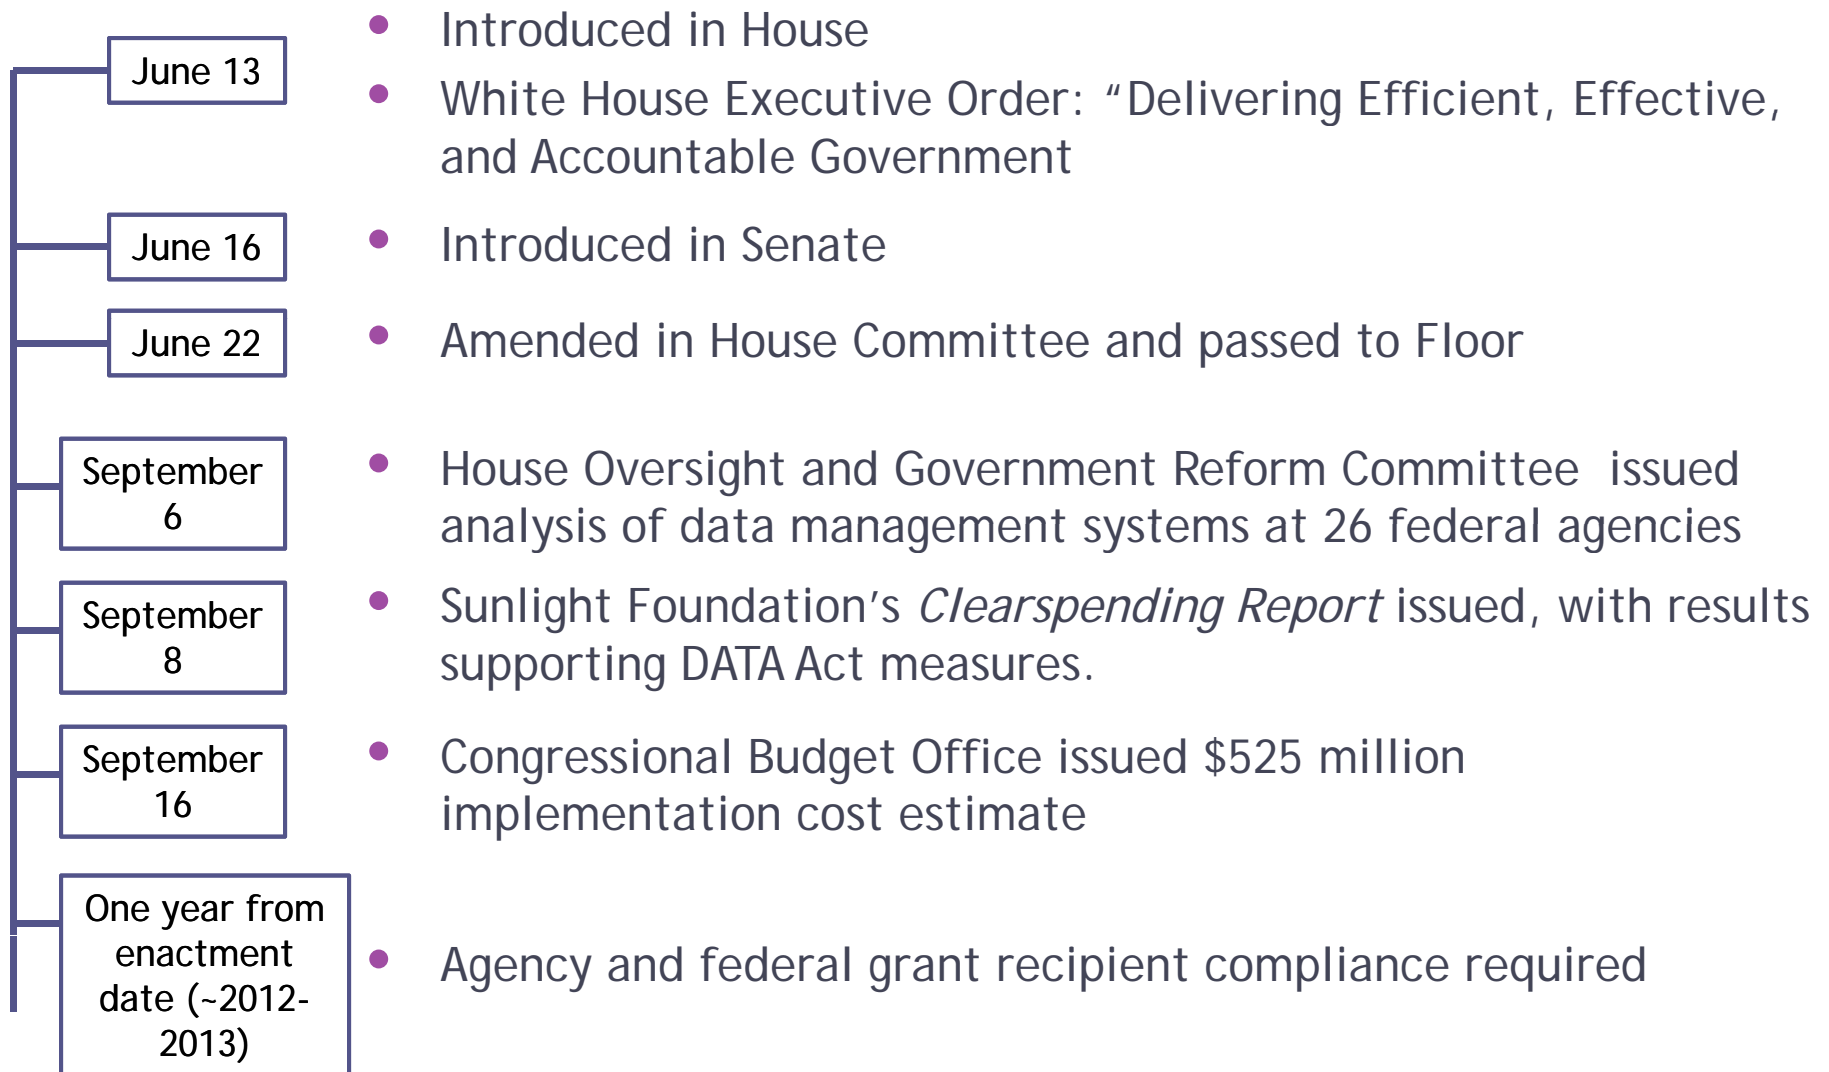 June 13
• Introduced in House
• White House Executive Order: “Delivering Efficient, Effective,
and Accountable Government
June 16
• Introduced in Senate
June 22
• Amended in House Committee and passed to Floor
September
6
• House Oversight and Government Reform Committee  issued
analysis of data management systems at 26 federal agencies
September
8
• Sunlight Foundation’s Clearspending Report issued, with results
supporting DATA Act measures.
September
16
• Congressional Budget Office issued $525 million
implementation cost estimate
One year from
enactment
date (~2012-
2013)
• Agency and federal grant recipient compliance required